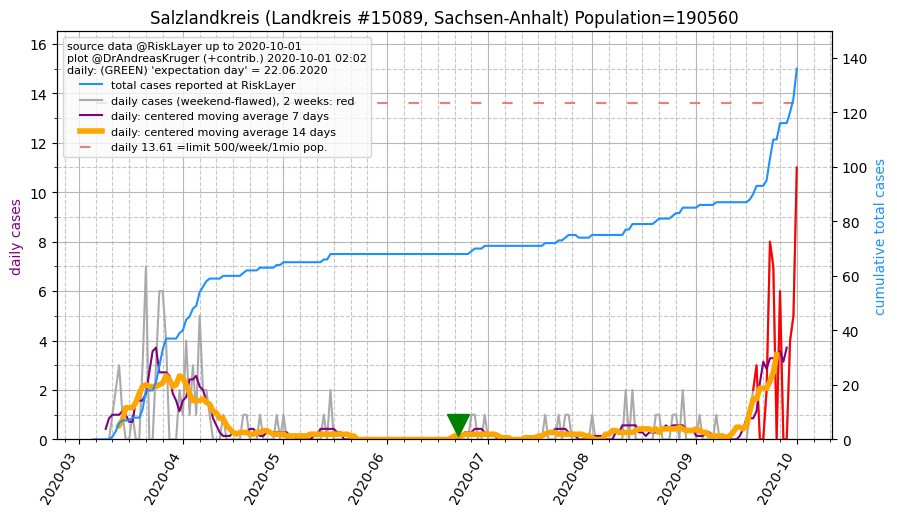 Salzlandkreis (Landkreis #15089, Sachsen-Anhalt) Population=190560
source data @RiskLayer up to 2020-10-01
plot @DrAndreasKruger (+contrib.) 2020-10-01 02:02
daily: (GREEN) 'expectation day' = 22.06.2020
total cases reported at RiskLayer
daily cases (weekend-flawed), 2 weeks: red
daily: centered moving average 7 days
daily: centered moving average 14 days
daily 13.61 =limit 500/week/1mio pop.
daily cases
16
14
12
10
8
6
4
2
0
140
120
100
80
60
40
20
0
cumulative total cases
2020-03
2020-04
2020-05
2020-06
2020-07
2020-08
2020-09
2020-10